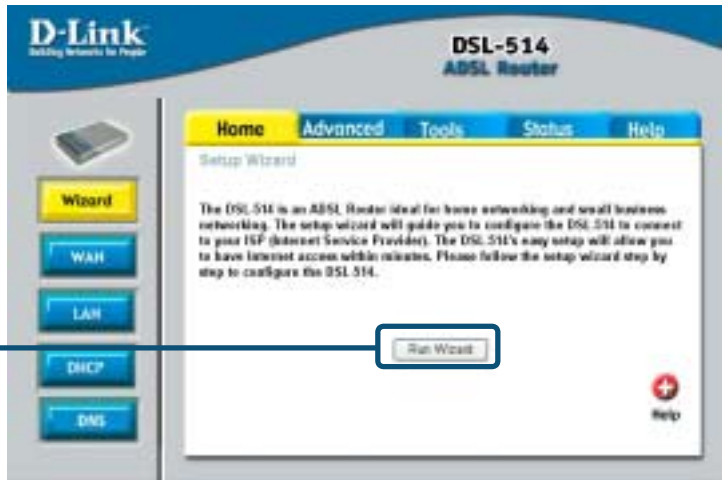 D-Link
Building Networks for People
DSL-514
ADSL Router
Home
Advanced
Tools
Status
Help
Setup Wizard
Wizard
WAN
LAN
DHCP
DNS
The DSL-514 is an ADSL Router ideal for home networking and small business
networking. The setup wizard will guide you to configure the DSL-514 to connect
to your ISP (Internet Service Provider). The DSL-514's easy setup will allow you
to have Internet access within minutes. Please follow the setup wizard step by
step to configure the DSL-514.
Run Wizard
Help